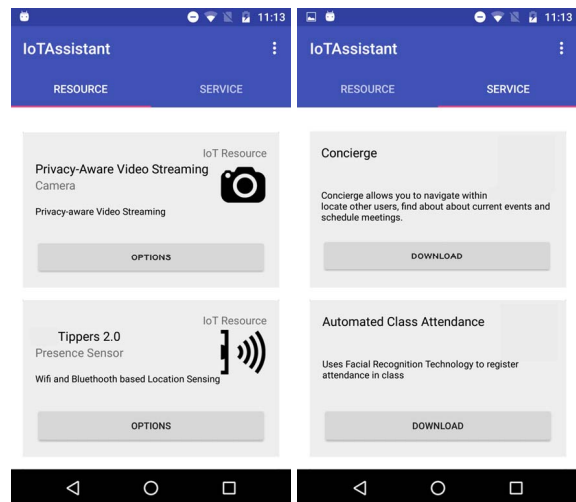 11:13
IoTAssistant
RESOURCE SERVICE
IoT Resource
Privacy-Aware Video Streaming
Camera
Privacy-aware Video Streaming
OPTIONS
IoT Resource
Tippers 2.0
Presence Sensor
Wifi and Bluethooth based Location Sensing
OPTIONS
11:13
IoTAssistant
RESOURCE SERVICE
Concierge
Concierge allows you to navigate within
locate other users, find about about current events and
schedule meetings.
DOWNLOAD
Automated Class Attendance
Uses Facial Recognition Technology to register
attendance in class
DOWNLOAD